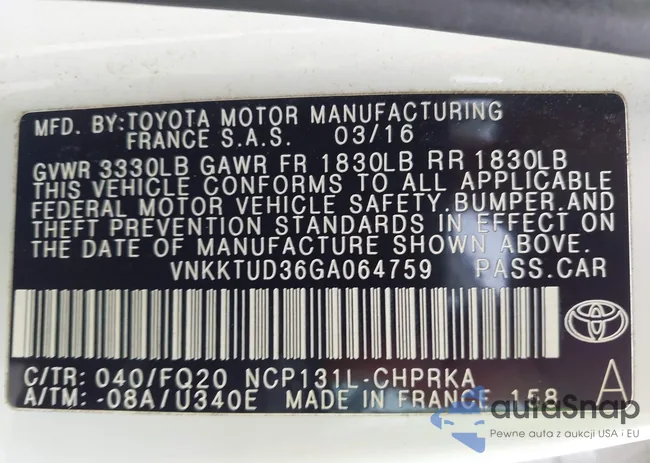 MFD. BY:TOYOTA MOTOR MANUFACTURING
FRANCE S.A.S. 03/16
GVWR 3330LB GAWR FR 1830LB RR 1830LB
THIS VEHICLE CONFORMS TO ALL APPLICABLE
FEDERAL MOTOR VEHICLE SAFETY,BUMPER,AND
THEFT PREVENTION STANDARDS IN EFFECT ON
THE DATE OF MANUFACTURE SHOWN ABOVE.
VNKKTUD36GA064759 PASS.CAR
C/TR: 040/FQ20 NCP131L-CHPRKA
A/TM: -08A/U340E MADE IN FRANCE 158
A
autoSnap
Pewne auta z aukcji USA i EU